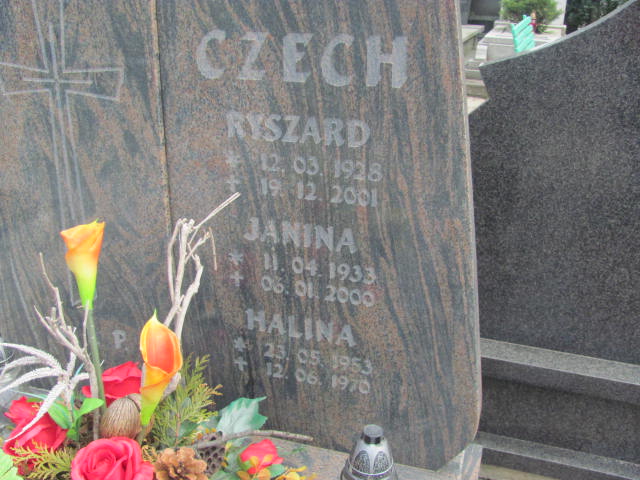 CZECH
RYSZARD
* 12. 03. 1928
+ 19. 12. 2001
JANINA
* 11. 04. 1933
+ 06. 01. 2000
HALINA
* 23. 05. 1953
+ 12. 06. 1970
P.